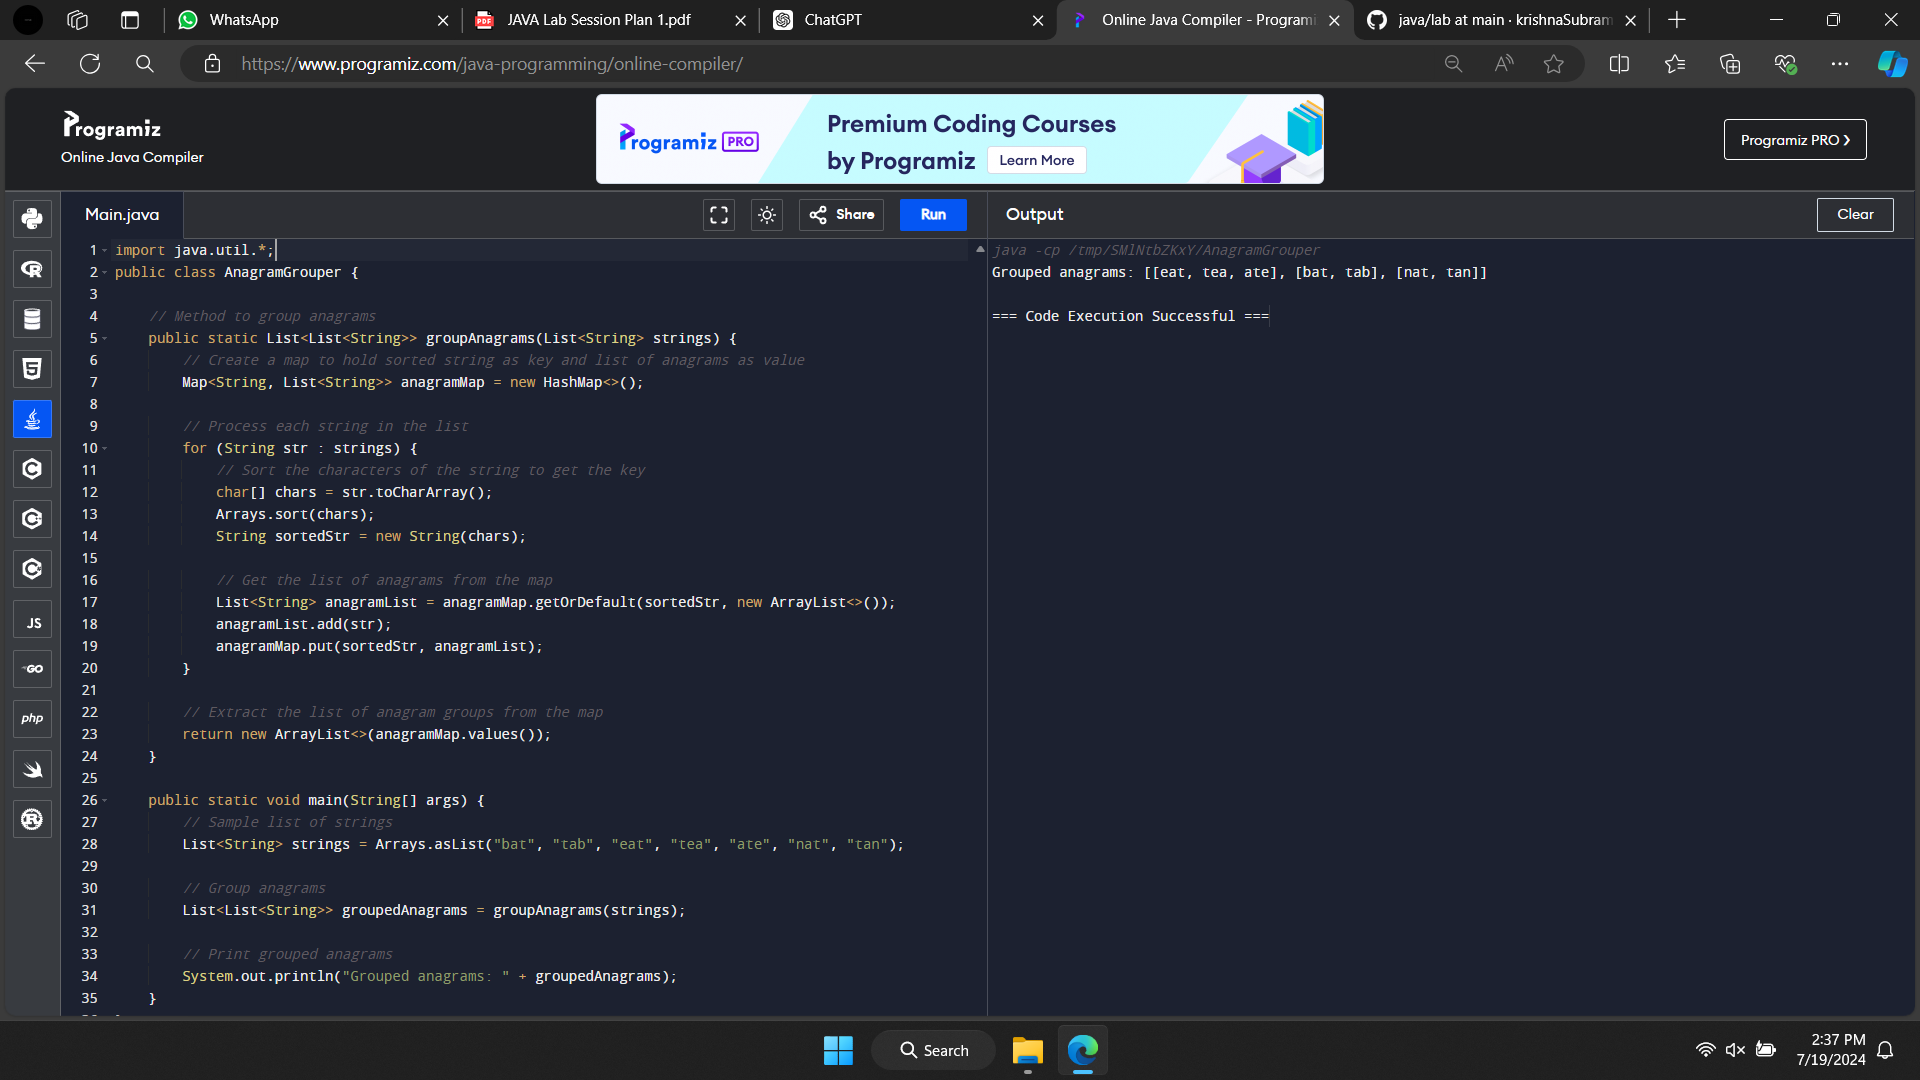 WhatsApp
JAVA Lab Session Plan 1.pdf
ChatGPT
Online Java Compiler - Programi
java/lab at main · krishnaSubram
https://www.programiz.com/java-programming/online-compiler/
Programiz
Online Java Compiler
Programiz PRO
Premium Coding Courses
by Programiz
Learn More
Programiz PRO
Main.java
Share
Run
Output
Clear
1 import java.util.*;
2 public class AnagramGrouper {
3
4 // Method to group anagrams
5 public static List<List<String>> groupAnagrams(List<String> strings) {
6 // Create a map to hold sorted string as key and list of anagrams as value
7 Map<String, List<String>> anagramMap = new HashMap<>();
8
9 // Process each string in the list
10 for (String str : strings) {
11 // Sort the characters of the string to get the key
12 char[] chars = str.toCharArray();
13 Arrays.sort(chars);
14 String sortedStr = new String(chars);
15
16 // Get the list of anagrams from the map
17 List<String> anagramList = anagramMap.getOrDefault(sortedStr, new ArrayList<>());
18 anagramList.add(str);
19 anagramMap.put(sortedStr, anagramList);
20 }
21
22 // Extract the list of anagram groups from the map
23 return new ArrayList<>(anagramMap.values());
24 }
25
26 public static void main(String[] args) {
27 // Sample list of strings
28 List<String> strings = Arrays.asList("bat", "tab", "eat", "tea", "ate", "nat", "tan");
29
30 // Group anagrams
31 List<List<String>> groupedAnagrams = groupAnagrams(strings);
32
33 // Print grouped anagrams
34 System.out.println("Grouped anagrams: " + groupedAnagrams);
35 }
java -cp /tmp/SMlNtbZKxY/AnagramGrouper
Grouped anagrams: [[eat, tea, ate], [bat, tab], [nat, tan]]
=== Code Execution Successful ===
JS
GO
php
Search
2:37 PM
7/19/2024